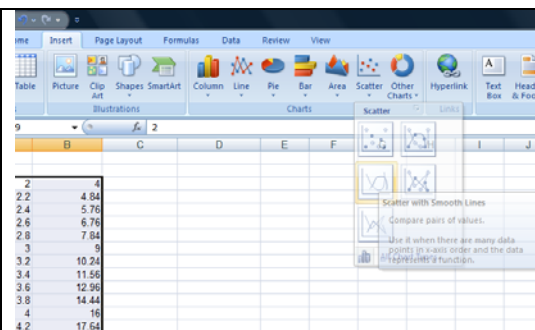 ome Insert Page Layout Formulas Data Review View
Table Picture Clip Art Shapes SmartArt Column Line Pie Bar Area Scatter Other Charts Hyperlink Text Box Head & Foo
Illustrations Charts Scatter Links
9 fx 2
B C D E F H I J
2 4
2.2 4.84
2.4 5.76
2.6 6.76
2.8 7.84
3 9
3.2 10.24
3.4 11.56
3.6 12.96
3.8 14.44
4 16
4.2 17.64
Scatter with Smooth Lines
Compare pairs of values.
Use it when there are many data
points in x-axis order and the data
represents a function.